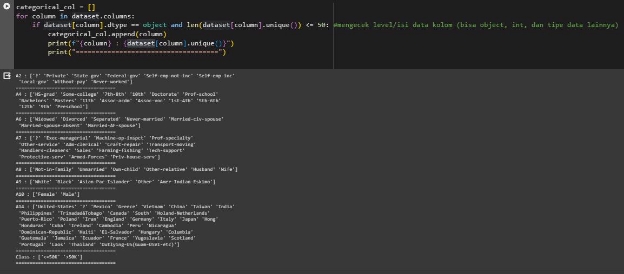 categorical_col = []
for column in dataset.columns:
if dataset[column].dtype == object and len(dataset[column].unique()) <= 50: #mengecek level/isi data kolom (bisa object, int, dan tipe data lainnya)
categorical_col.append(column)
print(f"{column} : {dataset[column].unique()}")
print("====================================")
A2 : ['?' 'Private' 'State-gov' 'Federal-gov' 'Self-emp-not-inc' 'Self-emp-inc'
'Local-gov' 'Without-pay' 'Never-worked']
====================================
A4 : ['HS-grad' 'Some-college' '7th-8th' '10th' 'Doctorate' 'Prof-school'
'Bachelors' 'Masters' '11th' 'Assoc-acdm' 'Assoc-voc' '1st-4th' '5th-6th'
'12th' '9th' 'Preschool']
====================================
A6 : ['Widowed' 'Divorced' 'Separated' 'Never-married' 'Married-civ-spouse'
'Married-spouse-absent' 'Married-AF-spouse']
====================================
A7 : ['?' 'Exec-managerial' 'Machine-op-inspct' 'Prof-specialty'
'Other-service' 'Adm-clerical' 'Craft-repair' 'Transport-moving'
'Handlers-cleaners' 'Sales' 'Farming-fishing' 'Tech-support'
'Protective-serv' 'Armed-Forces' 'Priv-house-serv']
====================================
A8 : ['Not-in-family' 'Unmarried' 'Own-child' 'Other-relative' 'Husband' 'Wife']
====================================
A9 : ['White' 'Black' 'Asian-Pac-Islander' 'Other' 'Amer-Indian-Eskimo']
====================================
A10 : ['Female' 'Male']
====================================
A14 : ['United-States' '?' 'Mexico' 'Greece' 'Vietnam' 'China' 'Taiwan' 'India'
'Philippines' 'Trinadad&Tobago' 'Canada' 'South' 'Holand-Netherlands'
'Puerto-Rico' 'Poland' 'Iran' 'England' 'Germany' 'Italy' 'Japan' 'Hong'
'Honduras' 'Cuba' 'Ireland' 'Cambodia' 'Peru' 'Nicaragua'
'Dominican-Republic' 'Haiti' 'El-Salvador' 'Hungary' 'Columbia'
'Guatemala' 'Jamaica' 'Ecuador' 'France' 'Yugoslavia' 'Scotland'
'Portugal' 'Laos' 'Thailand' 'Outlying-US(Guam-USVI-etc)']
====================================
Class : ['<=50K' '>50K']
====================================